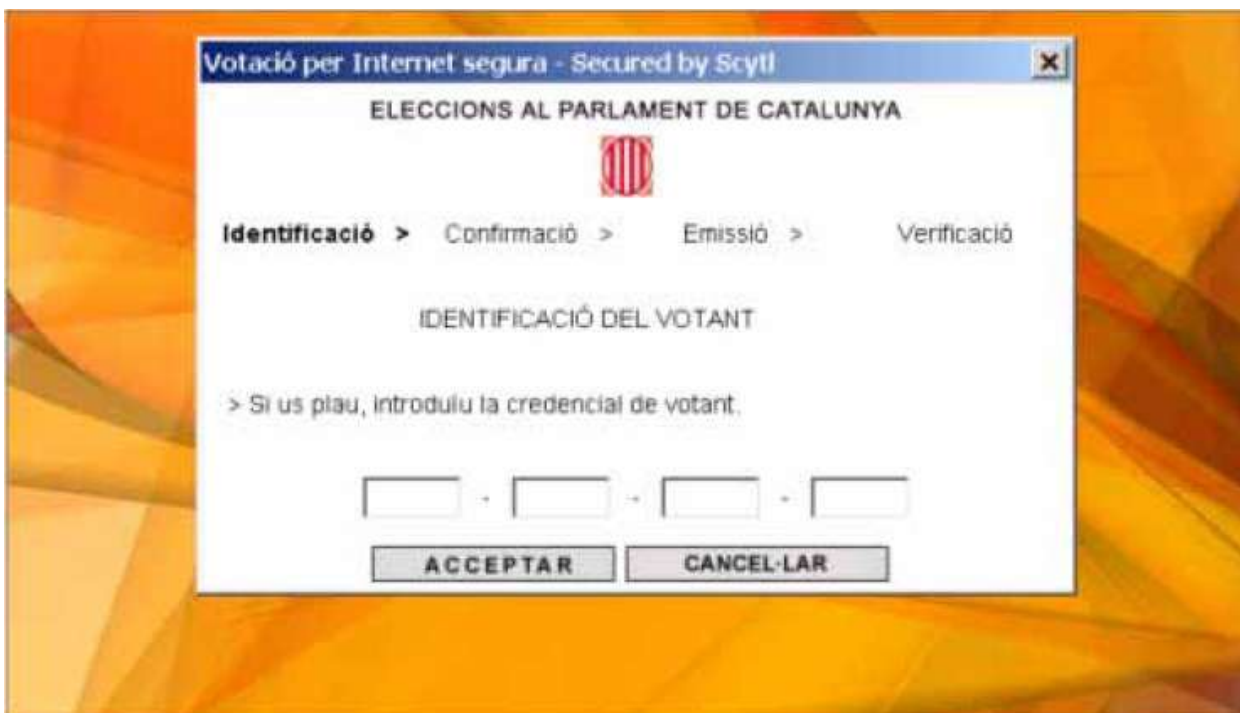 Votació per Internet segura - Secured by Scytl
ELECCIONS AL PARLAMENT DE CATALUNYA
Identificació > Confirmació > Emissió > Verificació
IDENTIFICACIÓ DEL VOTANT
> Si us plau, introduïu la credencial de votant.
- - -
ACCEPTAR CANCEL·LAR